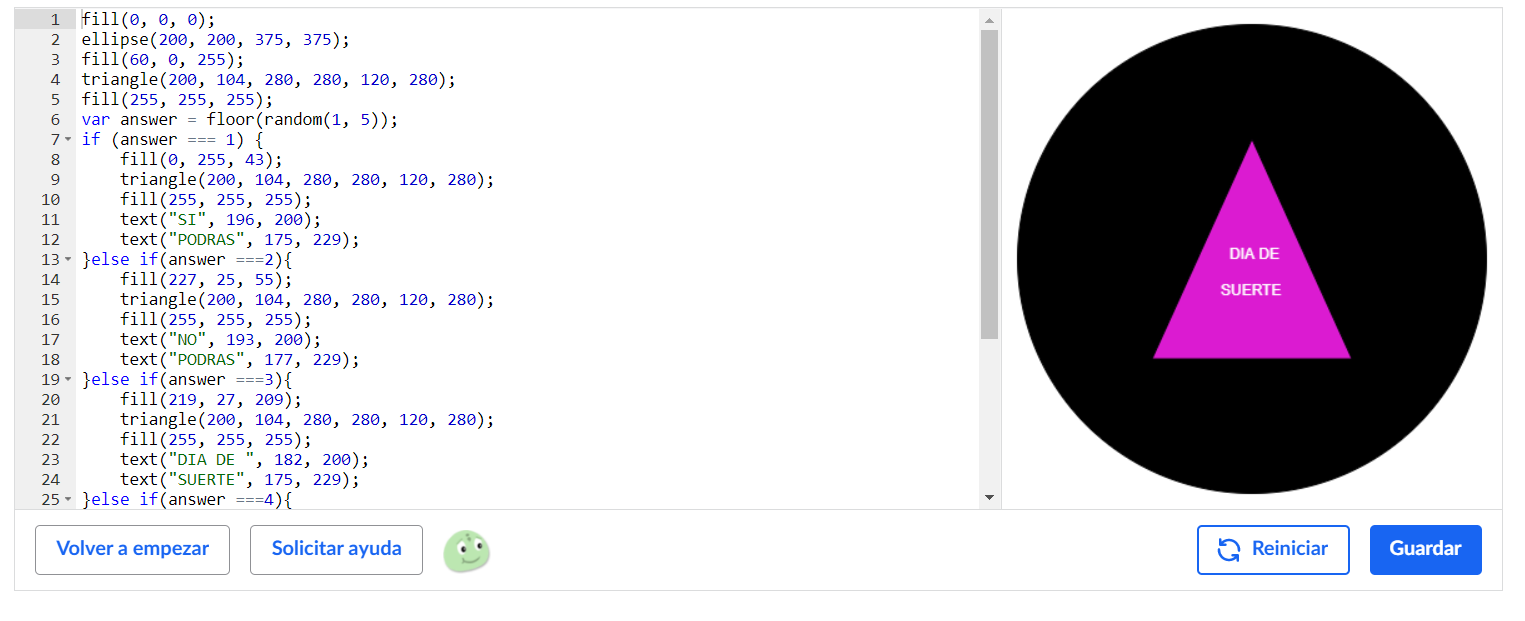 1 fill(0, 0, 0);
2 ellipse(200, 200, 375, 375);
3 fill(60, 0, 255);
4 triangle(200, 104, 280, 280, 120, 280);
5 fill(255, 255, 255);
6 var answer = floor(random(1, 5));
7 if (answer === 1) {
8     fill(0, 255, 43);
9     triangle(200, 104, 280, 280, 120, 280);
10     fill(255, 255, 255);
11     text("SI", 196, 200);
12     text("PODRAS", 175, 229);
13 }else if(answer ===2){
14     fill(227, 25, 55);
15     triangle(200, 104, 280, 280, 120, 280);
16     fill(255, 255, 255);
17     text("NO", 193, 200);
18     text("PODRAS", 177, 229);
19 }else if(answer ===3){
20     fill(219, 27, 209);
21     triangle(200, 104, 280, 280, 120, 280);
22     fill(255, 255, 255);
23     text("DIA DE ", 182, 200);
24     text("SUERTE", 175, 229);
25 }else if(answer ===4){
DIA DE
SUERTE
Volver a empezar
Solicitar ayuda
Reiniciar
Guardar